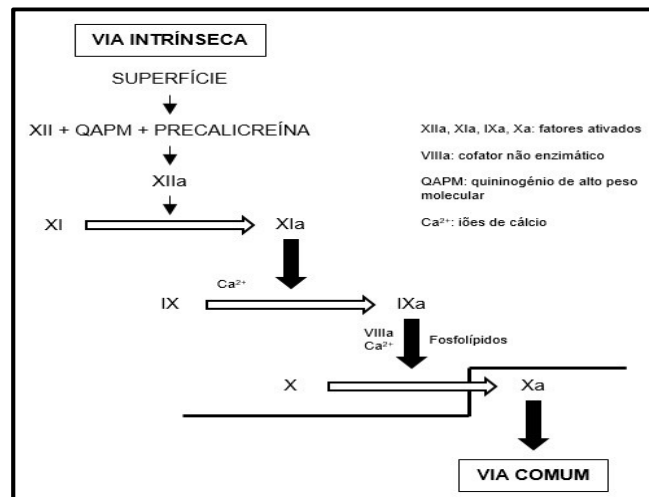 VIA INTRÍNSECA
SUPERFÍCIE
XII + QAPM + PRECALICREÍNA
XIIa
XI
XIa
Ca²⁺
IX
IXa
VIIIa
Ca²⁺
Fosfolípidos
X
Xa
VIA COMUM
XIIa, XIa, IXa, Xa: fatores ativados
VIIIa: cofator não enzimático
QAPM: quininogénio de alto peso
molecular
Ca²⁺: iões de cálcio